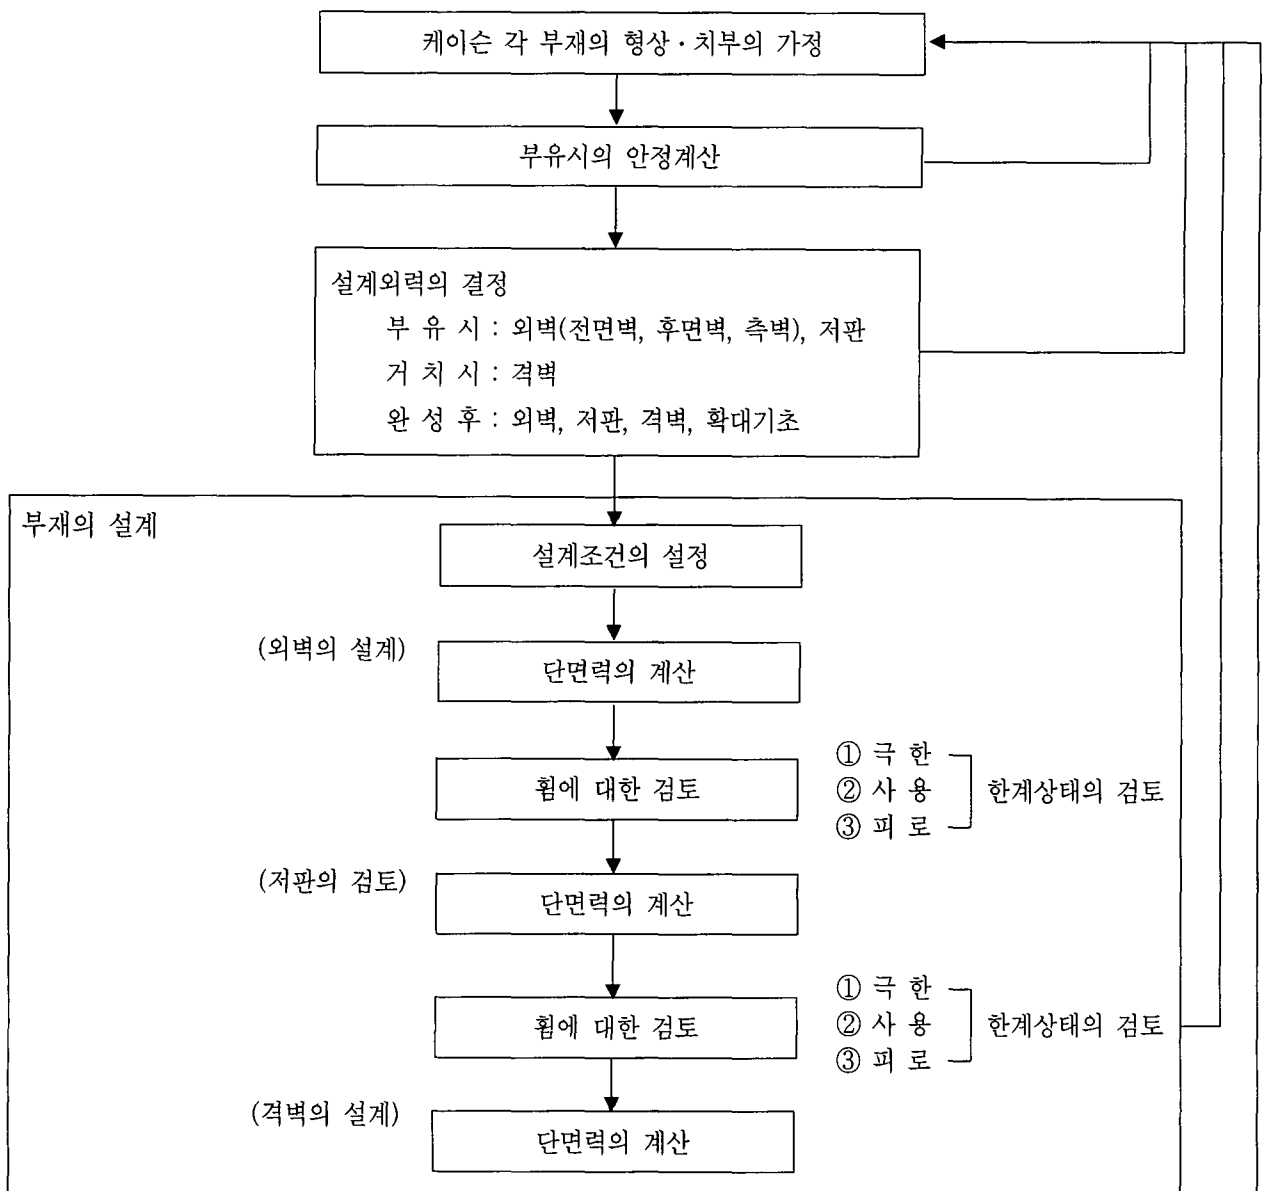 케이슨 각 부재의 형상·치부의 가정
부유시의 안정계산
설계외력의 결정
부 유 시 : 외벽(전면벽, 후면벽, 측벽), 저판
거 치 시 : 격벽
완 성 후 : 외벽, 저판, 격벽, 확대기초
부재의 설계
설계조건의 설정
(외벽의 설계)
단면력의 계산
휨에 대한 검토
① 극 한
② 사 용
③ 피 로
한계상태의 검토
(저판의 검토)
단면력의 계산
휨에 대한 검토
① 극 한
② 사 용
③ 피 로
한계상태의 검토
(격벽의 설계)
단면력의 계산